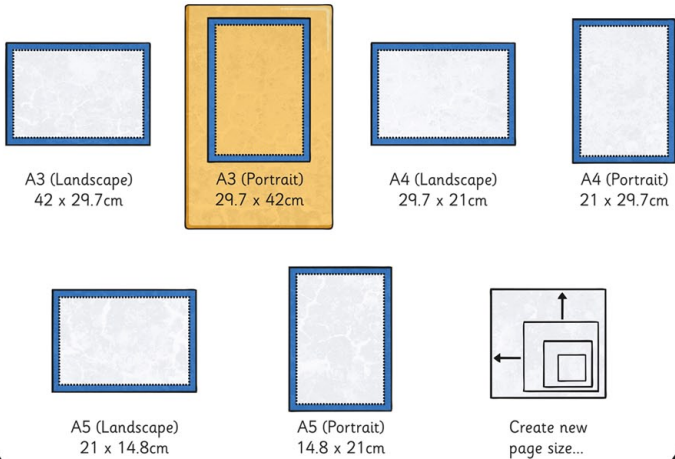 A3 (Landscape)
42 x 29.7cm
A3 (Portrait)
29.7 x 42cm
A4 (Landscape)
29.7 x 21cm
A4 (Portrait)
21 x 29.7cm
A5 (Landscape)
21 x 14.8cm
A5 (Portrait)
14.8 x 21cm
Create new
page size...